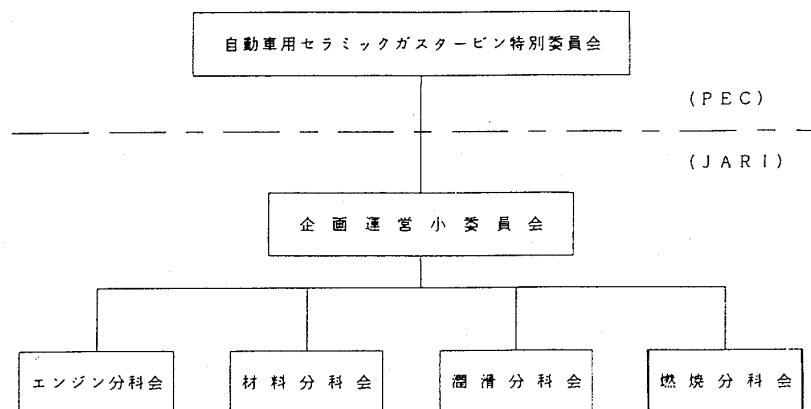 自動車用セラミックガスタービン特別委員会
(PEC)
(JARI)
企画運営小委員会
エンジン分科会
材料分科会
潤滑分科会
燃焼分科会